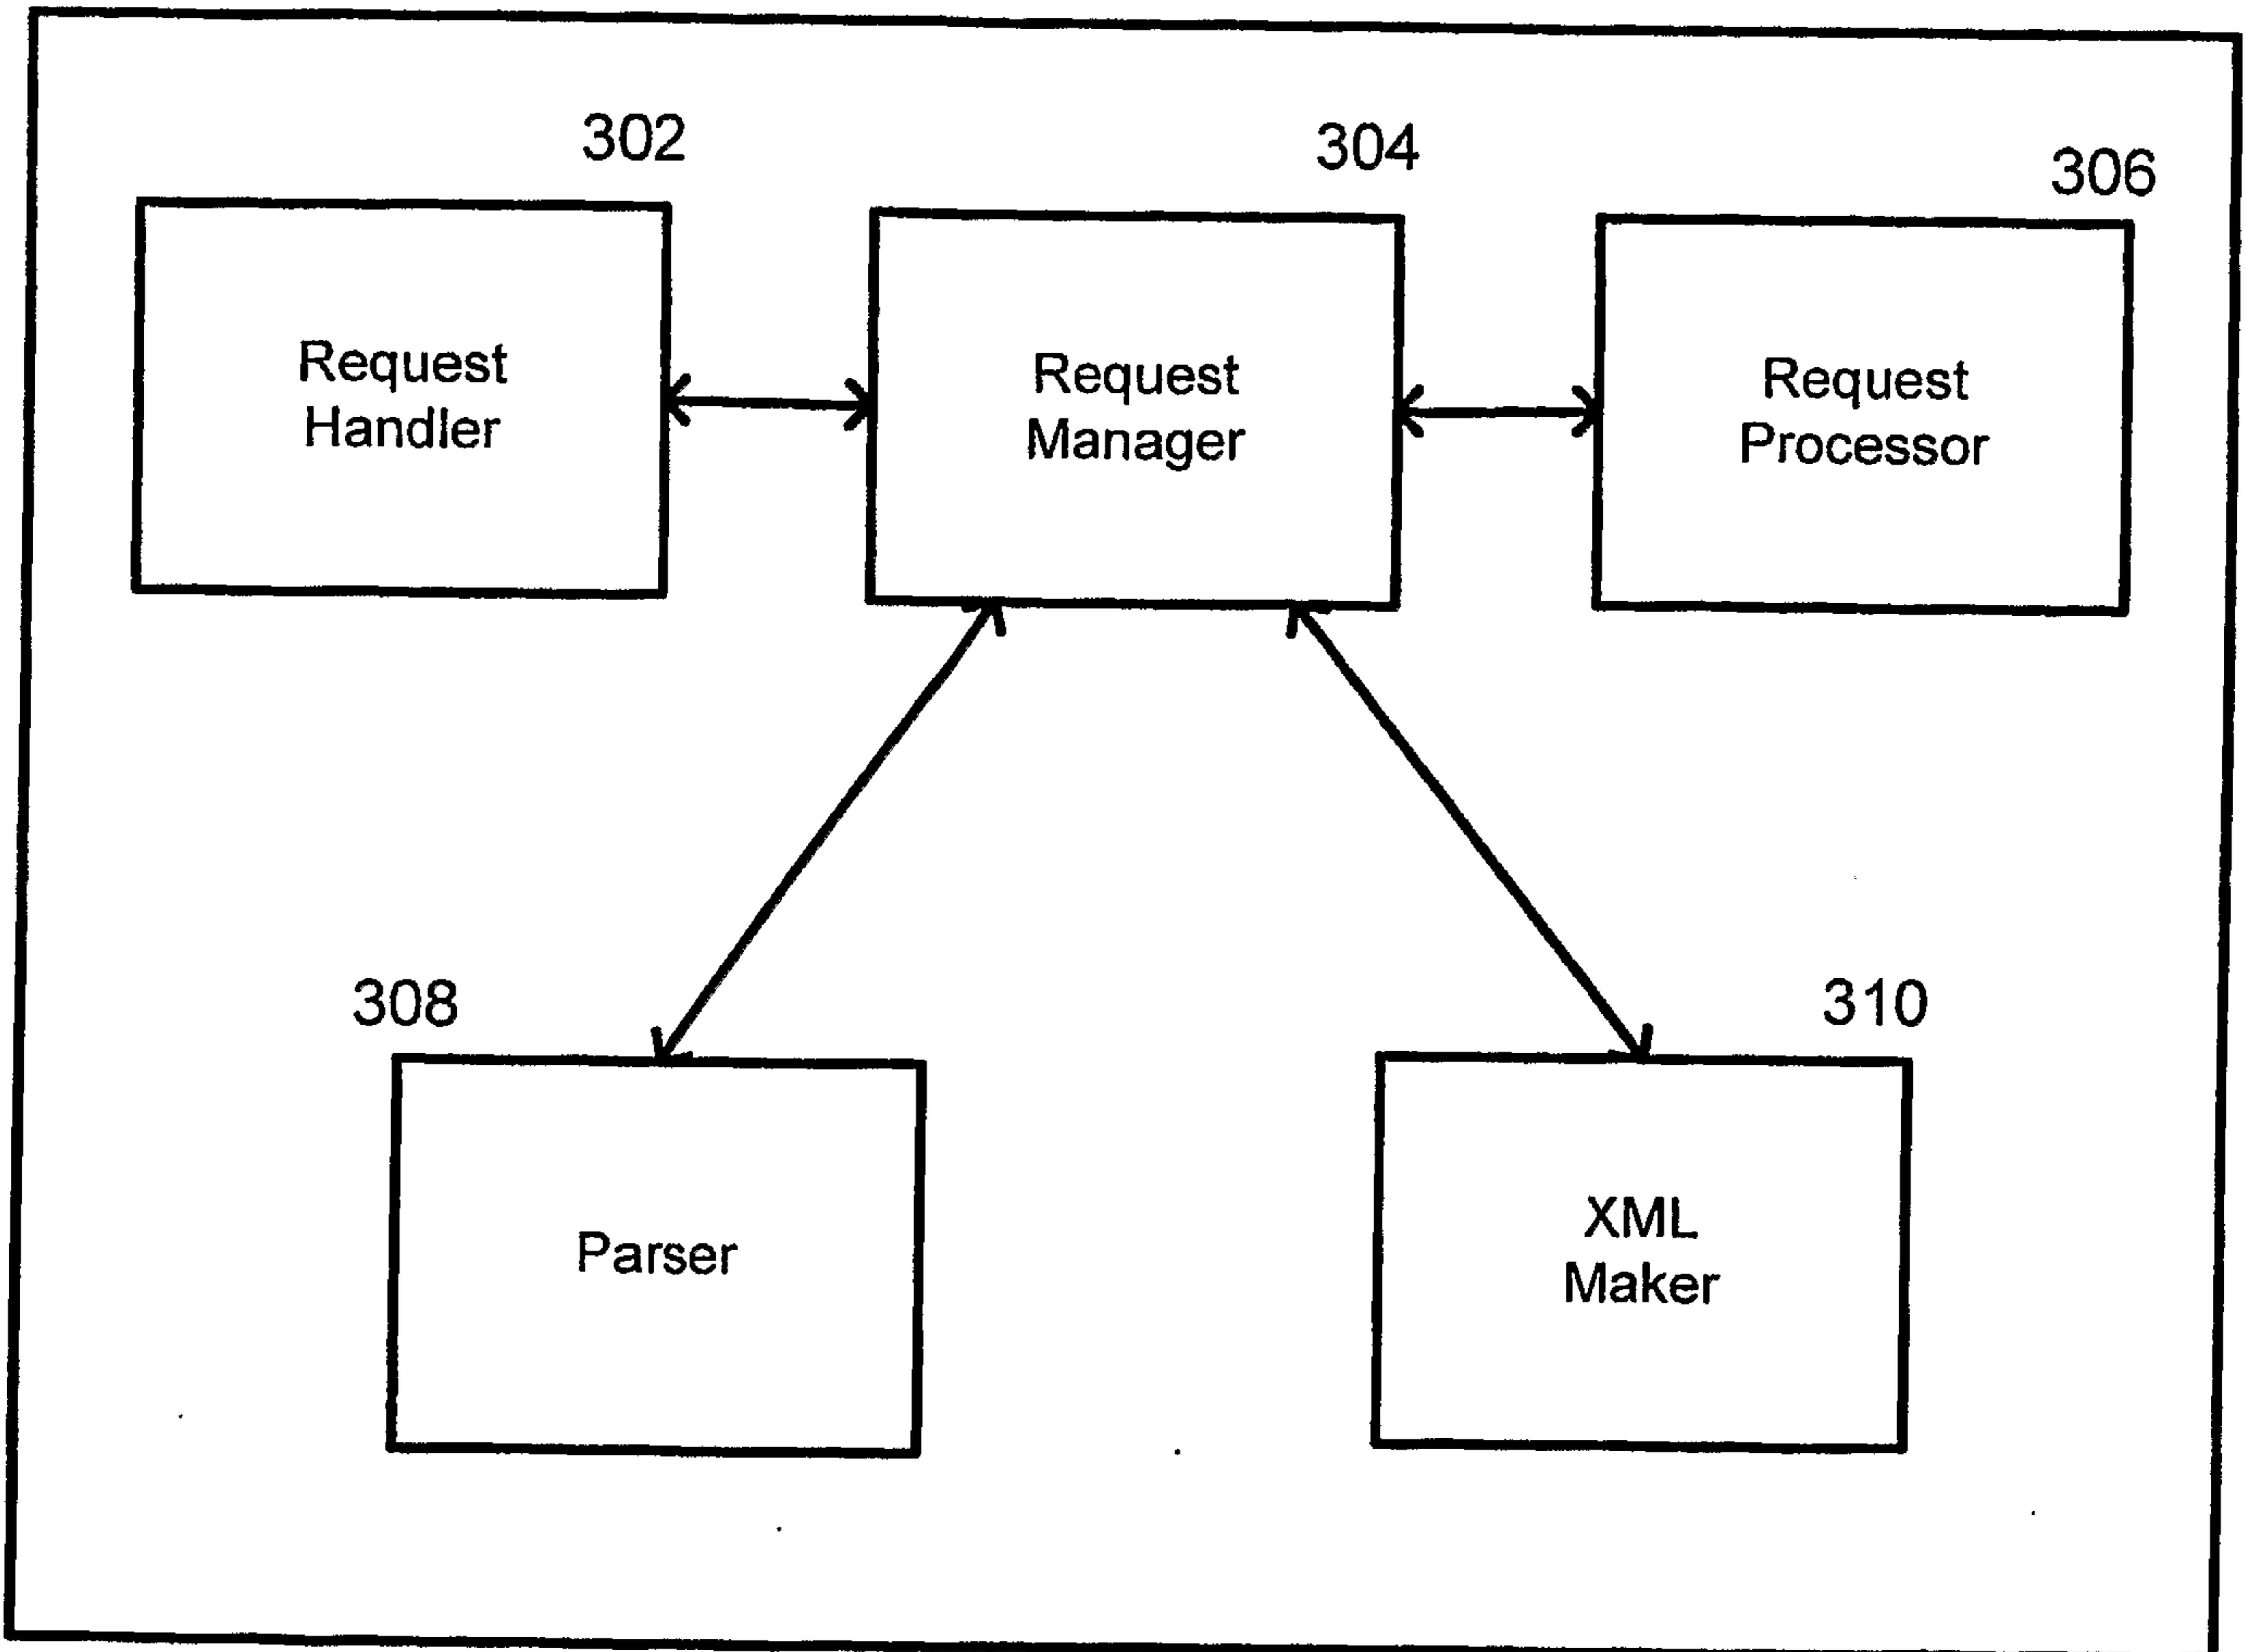 302
304
306
Request
Handler
Request
Manager
Request
Processor
308
310
Parser
XML
Maker